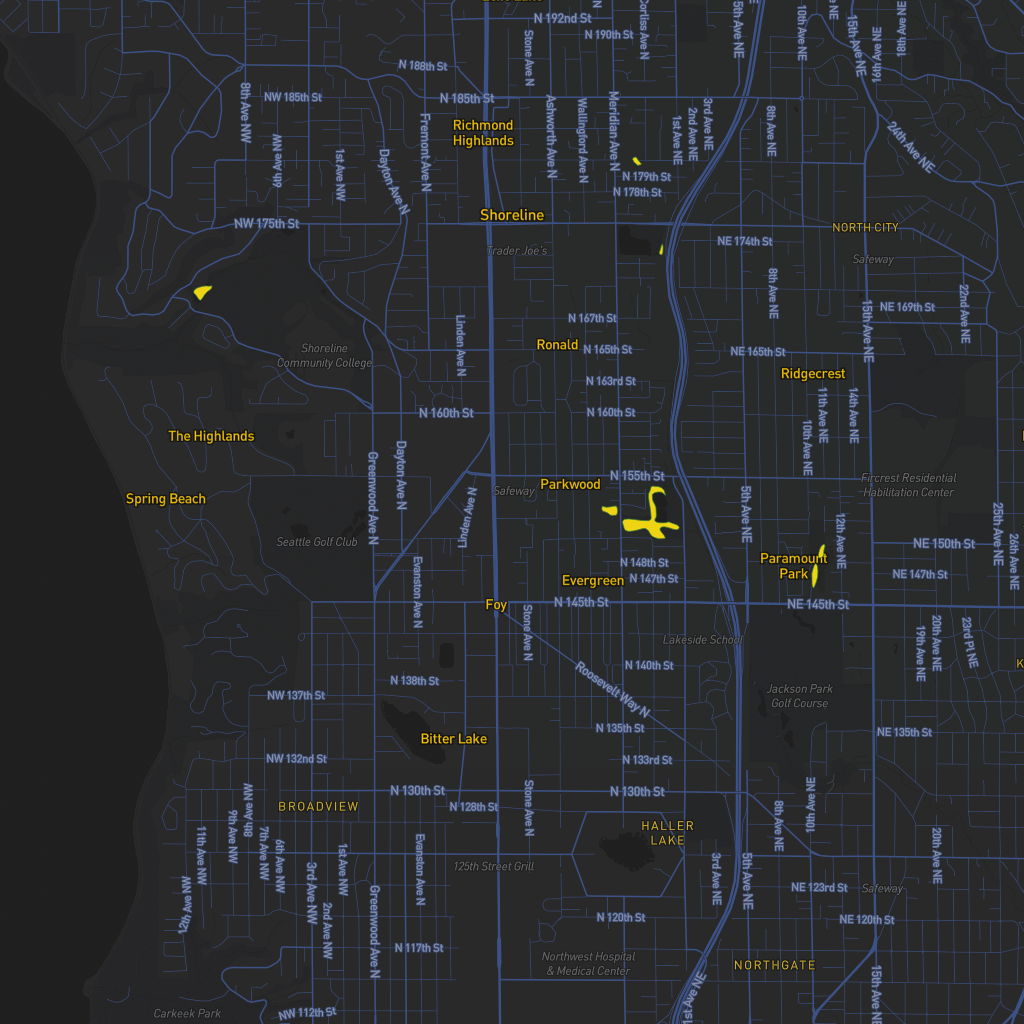 N 192nd St
N 190th St
Corliss Ave N
5th Ave NE
10th Ave NE
15th Ave NE
16th Ave NE
18th Ave NE
Stone Ave N
N 188th St
NW 185th St
N 185th St
8th Ave NW
6th Ave NW
1st Ave NW
Dayton Ave N
Fremont Ave N
Richmond
Highlands
Ashworth Ave N
Wallingford Ave N
Meridian Ave N
1st Ave NE
2nd Ave NE
3rd Ave NE
8th Ave NE
24th Ave NE
N 179th St
N 178th St
NW 175th St
Shoreline
Trader Joe's
NE 174th St
NORTH CITY
Safeway
8th Ave NE
22nd Ave NE
15th Ave NE
NE 169th St
N 167th St
Linden Ave N
Ronald
N 165th St
NE 165th St
Shoreline
Community College
Ridgecrest
N 163rd St
N 160th St
N 160th St
11th Ave NE
14th Ave NE
10th Ave NE
The Highlands
Greenwood Ave N
Dayton Ave N
N 155th St
Parkwood
Safeway
Spring Beach
Linden Ave N
Fircrest Residential
Habilitation Center
5th Ave NE
12th Ave NE
25th Ave NE
26th Ave NE
Seattle Golf Club
NE 150th St
Paramount
Park
N 148th St
N 147th St
NE 147th St
Evergreen
Evanston Ave N
Foy
N 145th St
NE 145th St
Stone Ave N
Lakeside School
19th Ave NE
20th Ave NE
23rd Pl NE
N 140th St
Roosevelt Way N
N 138th St
NW 137th St
Jackson Park
Golf Course
N 135th St
NE 135th St
Bitter Lake
NW 132nd St
N 133rd St
N 130th St
N 130th St
BROADVIEW
N 128th St
Stone Ave N
8th Ave NE
10th Ave NE
HALLER
LAKE
11th Ave NW
9th Ave NW
8th Ave NW
7th Ave NW
6th Ave NW
3rd Ave NW
1st Ave NW
2nd Ave NW
12th Ave NW
Evanston Ave N
Greenwood Ave N
125th Street Grill
3rd Ave NE
5th Ave NE
20th Ave NE
NE 123rd St
Safeway
N 120th St
NE 120th St
N 117th St
Northwest Hospital
& Medical Center
NORTHGATE
1st Ave NE
15th Ave NE
Carkeek Park
NW 112th St